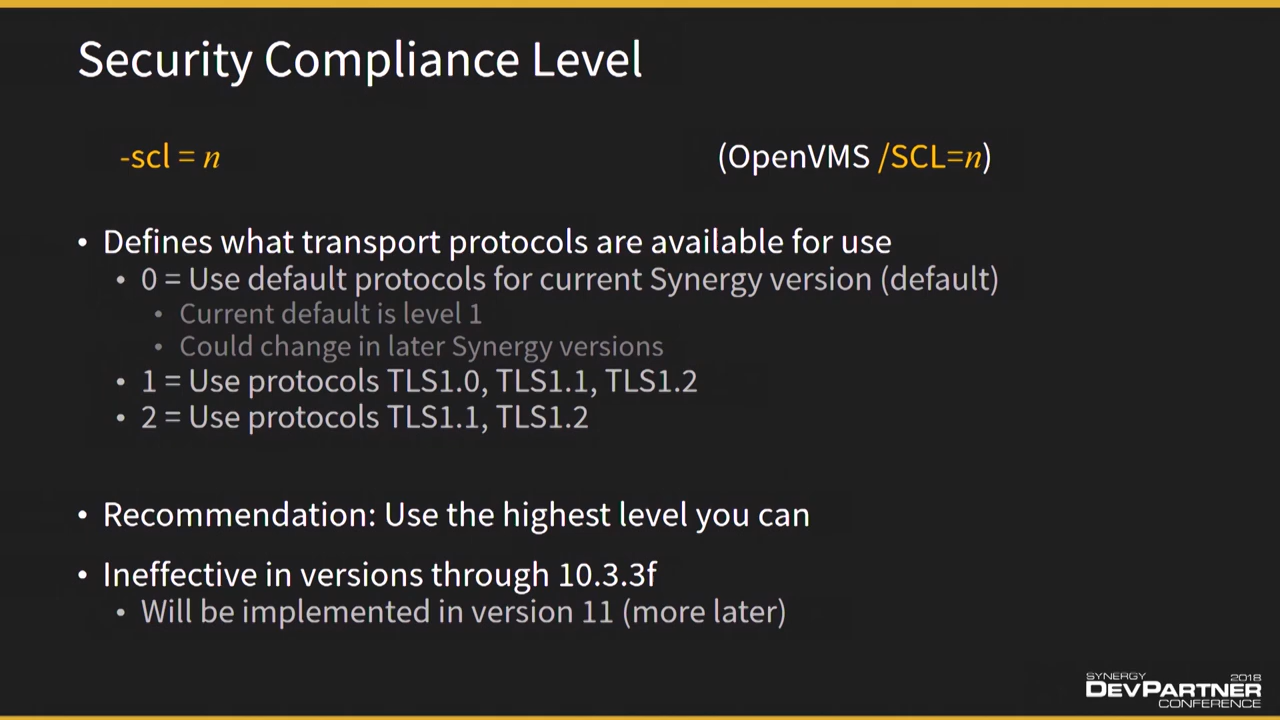 Security Compliance Level
-scl = n
(OpenVMS /SCL=n)
• Defines what transport protocols are available for use
• 0 = Use default protocols for current Synergy version (default)
• Current default is level 1
• Could change in later Synergy versions
• 1 = Use protocols TLS1.0, TLS1.1, TLS1.2
• 2 = Use protocols TLS1.1, TLS1.2
• Recommendation: Use the highest level you can
• Ineffective in versions through 10.3.3f
• Will be implemented in version 11 (more later)
SYNERGY 2018
DEVPARTNER
CONFERENCE